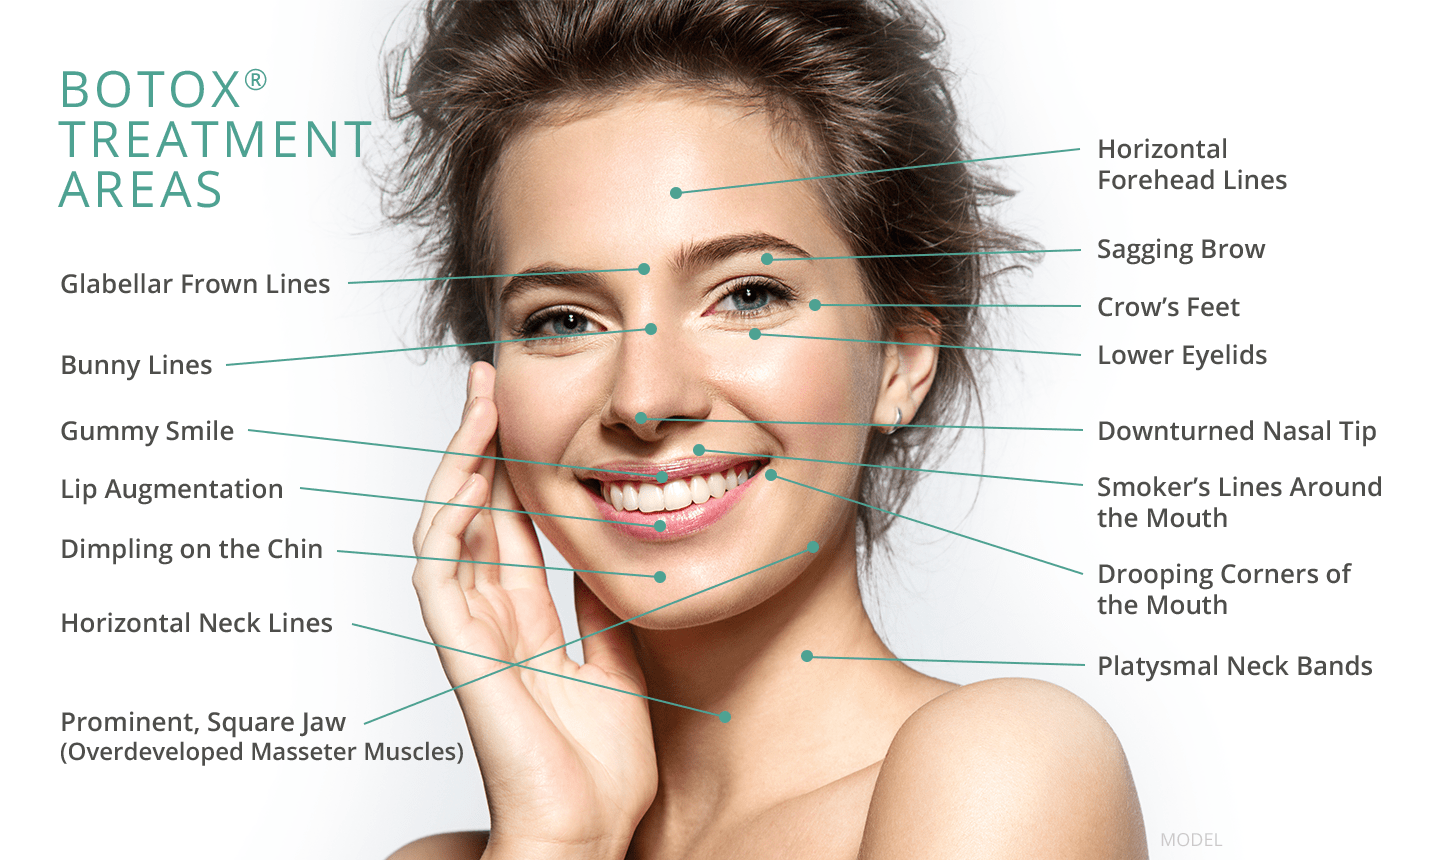 BOTOX®
TREATMENT
AREAS
Glabellar Frown Lines
Bunny Lines
Gummy Smile
Lip Augmentation
Dimpling on the Chin
Horizontal Neck Lines
Prominent, Square Jaw
(Overdeveloped Masseter Muscles)
Horizontal
Forehead Lines
Sagging Brow
Crow’s Feet
Lower Eyelids
Downturned Nasal Tip
Smoker’s Lines Around
the Mouth
Drooping Corners of
the Mouth
Platysmal Neck Bands
MODEL